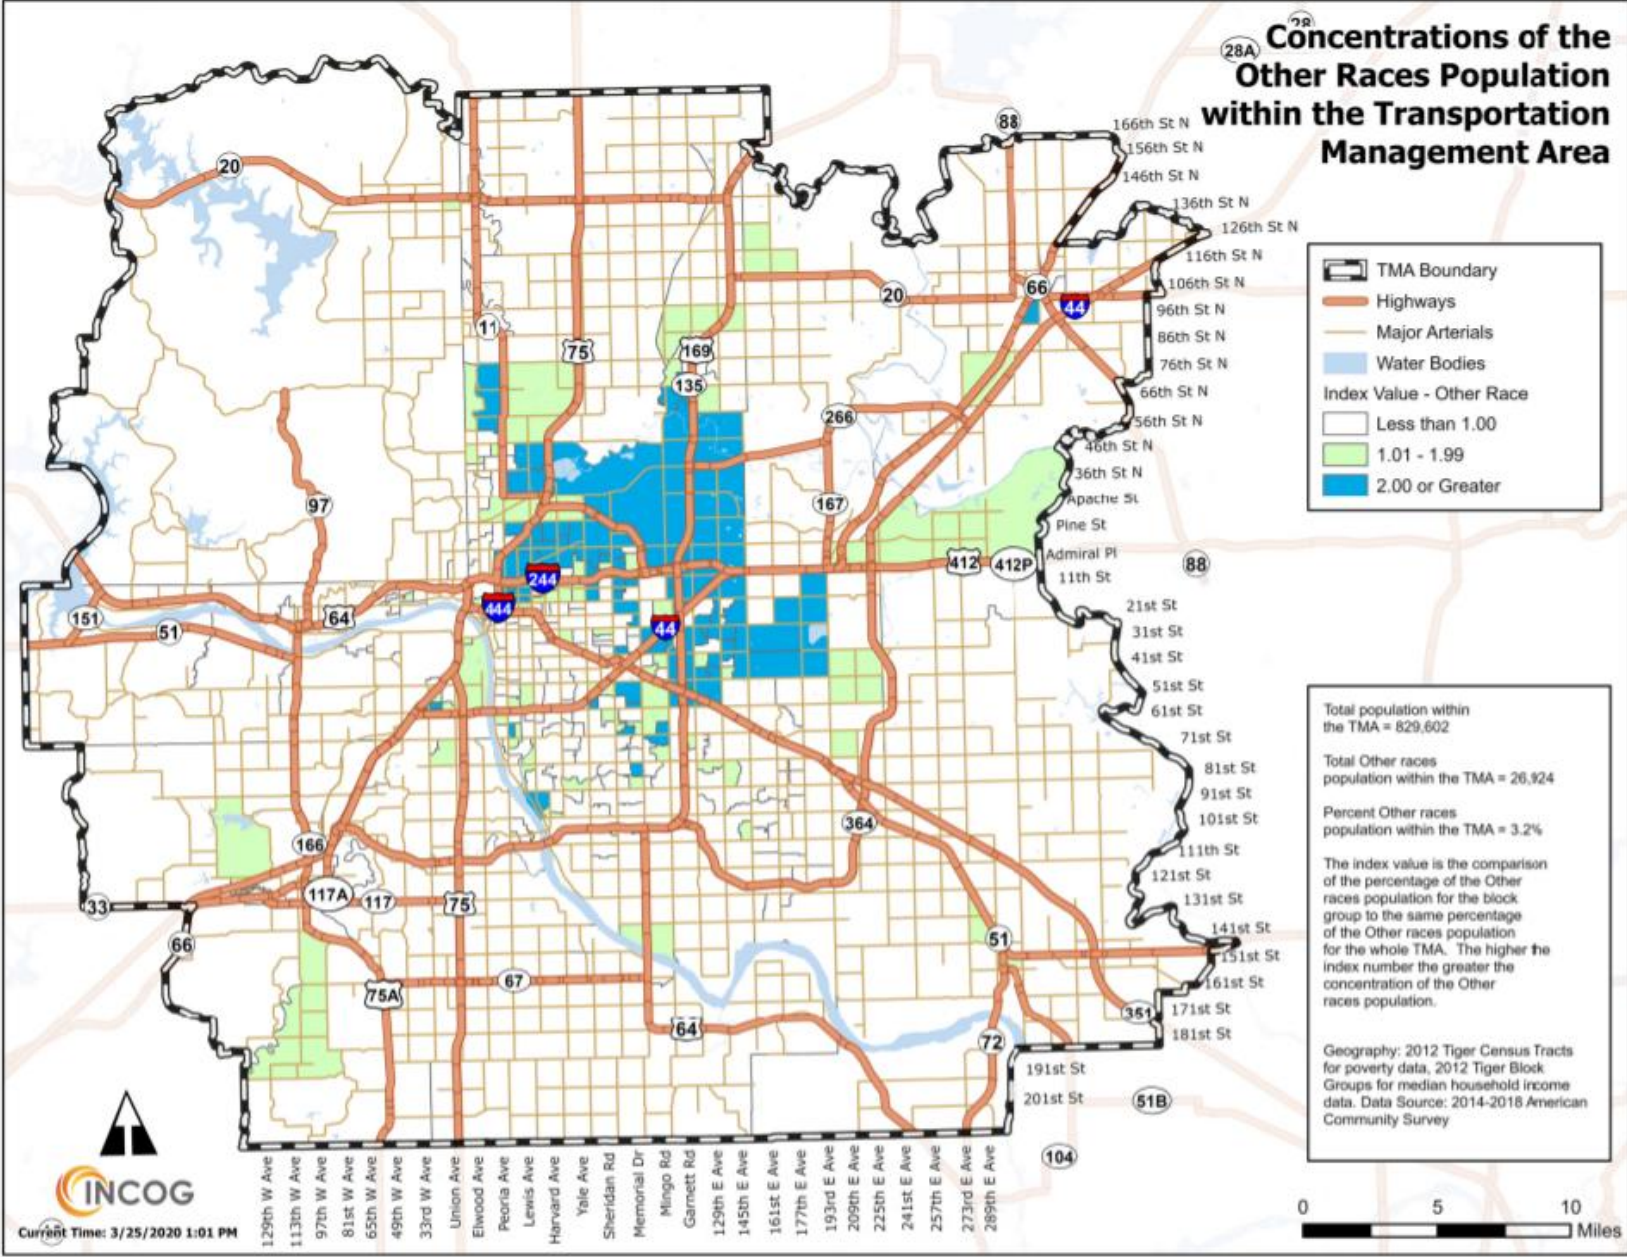 Concentrations of the
Other Races Population
within the Transportation
Management Area
28
28A
88
166th St N
156th St N
146th St N
136th St N
126th St N
116th St N
106th St N
96th St N
86th St N
76th St N
66th St N
56th St N
46th St N
36th St N
Apache St
Pine St
Admiral Pl
11th St
21st St
31st St
41st St
51st St
61st St
71st St
81st St
91st St
101st St
111th St
121st St
131st St
141st St
151st St
161st St
171st St
181st St
191st St
201st St
20
66
44
20
11
75
169
135
266
97
167
412
412P
88
244
444
44
151
51
64
364
166
117A
117
75
33
66
51
75A
67
64
351
72
51B
104
TMA Boundary
Highways
Major Arterials
Water Bodies
Index Value - Other Race
Less than 1.00
1.01 - 1.99
2.00 or Greater
Total population within
the TMA = 829,602
Total Other races
population within the TMA = 26,924
Percent Other races
population within the TMA = 3.2%
The index value is the comparison
of the percentage of the Other
races population for the block
group to the same percentage
of the Other races population
for the whole TMA. The higher the
index number the greater the
concentration of the Other
races population.
Geography: 2012 Tiger Census Tracts
for poverty data, 2012 Tiger Block
Groups for median household income
data. Data Source: 2014-2018 American
Community Survey
0 5 10
Miles
INCOG
Current Time: 3/25/2020 1:01 PM
129th W Ave
113th W Ave
97th W Ave
81st W Ave
65th W Ave
49th W Ave
33rd W Ave
Union Ave
Elwood Ave
Peoria Ave
Lewis Ave
Harvard Ave
Yale Ave
Sheridan Rd
Memorial Dr
Mingo Rd
Garnett Rd
129th E Ave
145th E Ave
161st E Ave
177th E Ave
193rd E Ave
209th E Ave
225th E Ave
241st E Ave
257th E Ave
273rd E Ave
289th E Ave